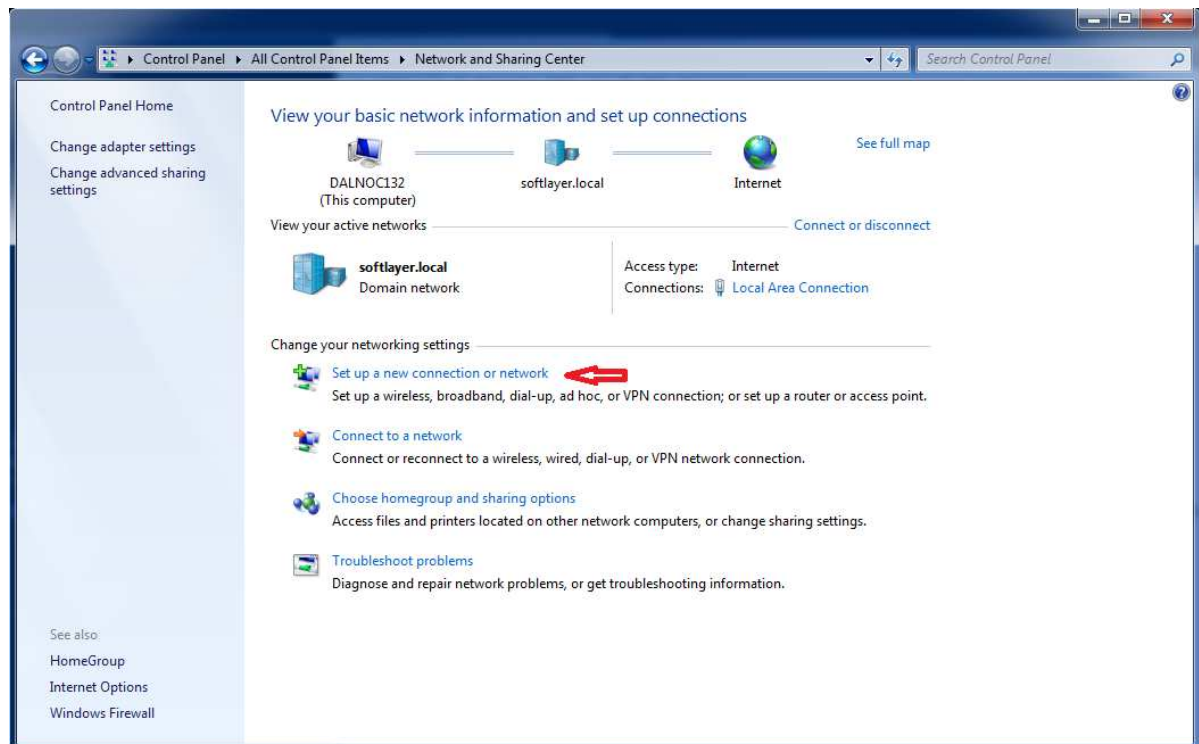 Control Panel ▸ All Control Panel Items ▸ Network and Sharing Center
Search Control Panel
Control Panel Home
Change adapter settings
Change advanced sharing
settings
View your basic network information and set up connections
See full map
DALNOC132
(This computer)
softlayer.local
Internet
View your active networks
Connect or disconnect
softlayer.local
Domain network
Access type: Internet
Connections: Local Area Connection
Change your networking settings
Set up a new connection or network
Set up a wireless, broadband, dial-up, ad hoc, or VPN connection; or set up a router or access point.
Connect to a network
Connect or reconnect to a wireless, wired, dial-up, or VPN network connection.
Choose homegroup and sharing options
Access files and printers located on other network computers, or change sharing settings.
Troubleshoot problems
Diagnose and repair network problems, or get troubleshooting information.
See also
HomeGroup
Internet Options
Windows Firewall